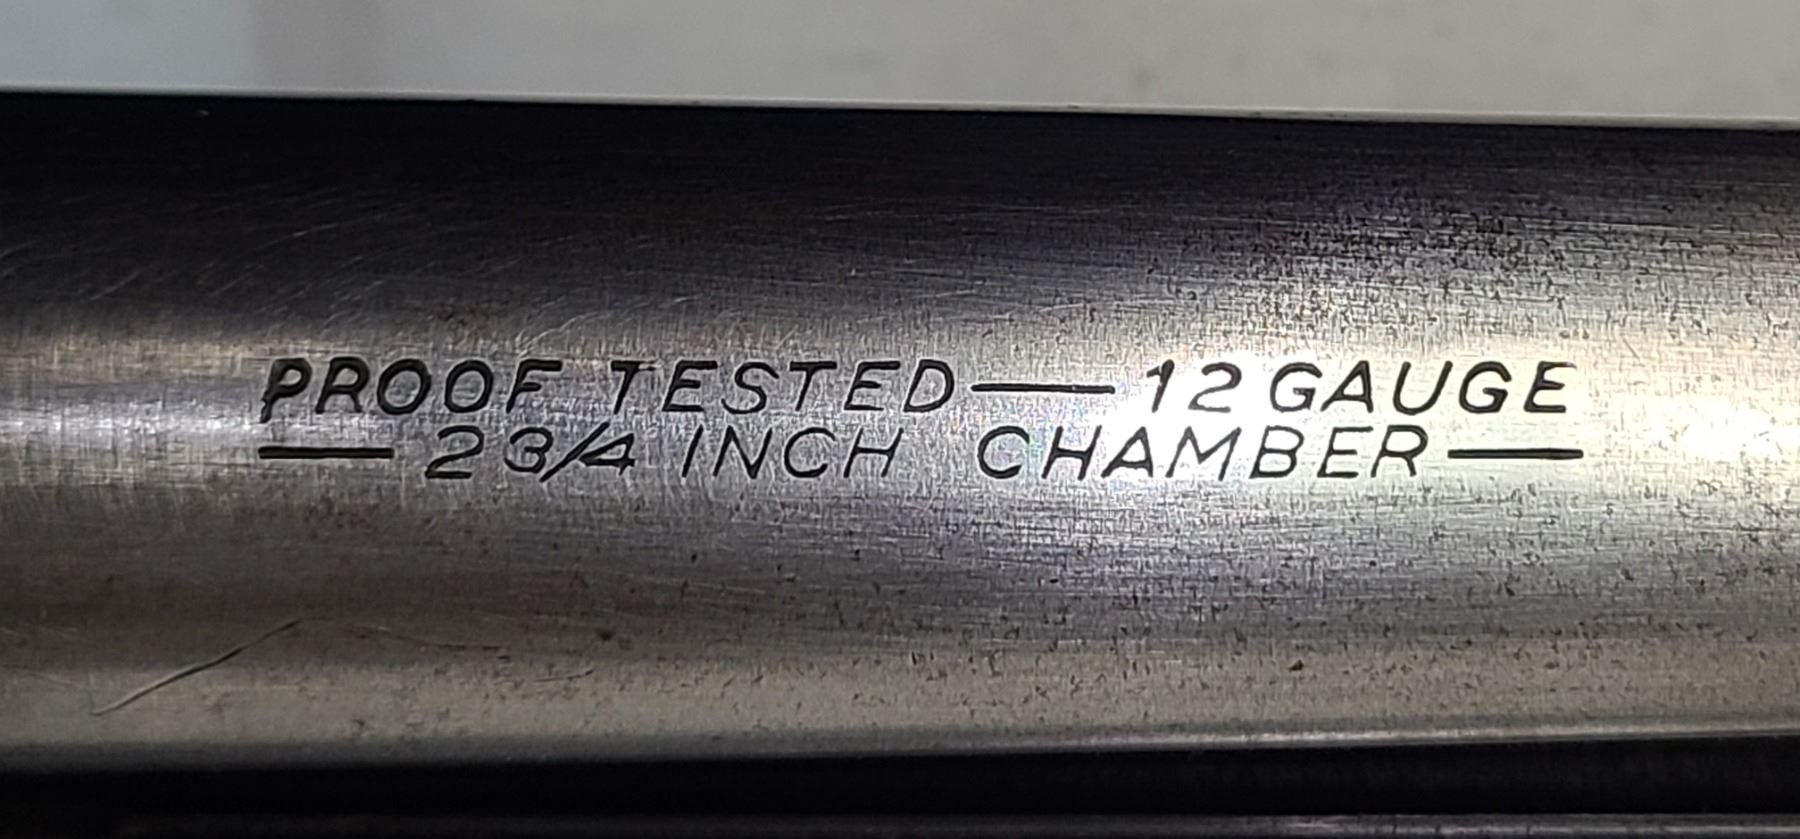 PROOF TESTED—12 GAUGE
—2 3/4 INCH CHAMBER—